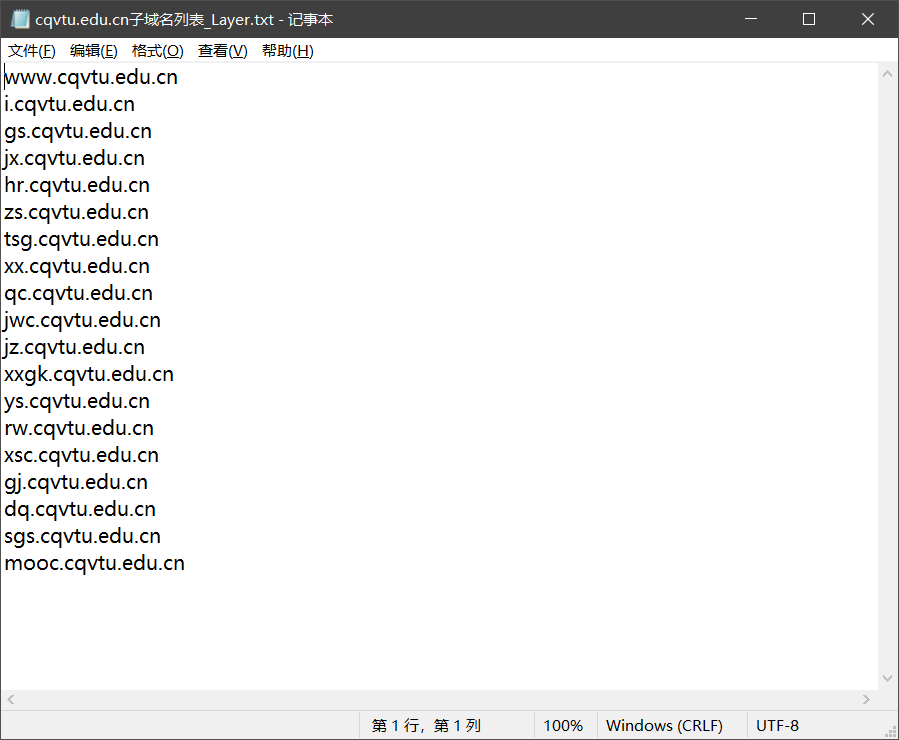 cqvtu.edu.cn子域名列表_Layer.txt - 记事本
文件(F) 编辑(E) 格式(O) 查看(V) 帮助(H)
www.cqvtu.edu.cn
i.cqvtu.edu.cn
gs.cqvtu.edu.cn
jx.cqvtu.edu.cn
hr.cqvtu.edu.cn
zs.cqvtu.edu.cn
tsg.cqvtu.edu.cn
xx.cqvtu.edu.cn
qc.cqvtu.edu.cn
jwc.cqvtu.edu.cn
jz.cqvtu.edu.cn
xxgk.cqvtu.edu.cn
ys.cqvtu.edu.cn
rw.cqvtu.edu.cn
xsc.cqvtu.edu.cn
gj.cqvtu.edu.cn
dq.cqvtu.edu.cn
sgs.cqvtu.edu.cn
mooc.cqvtu.edu.cn
第 1 行，第 1 列 100% Windows (CRLF) UTF-8